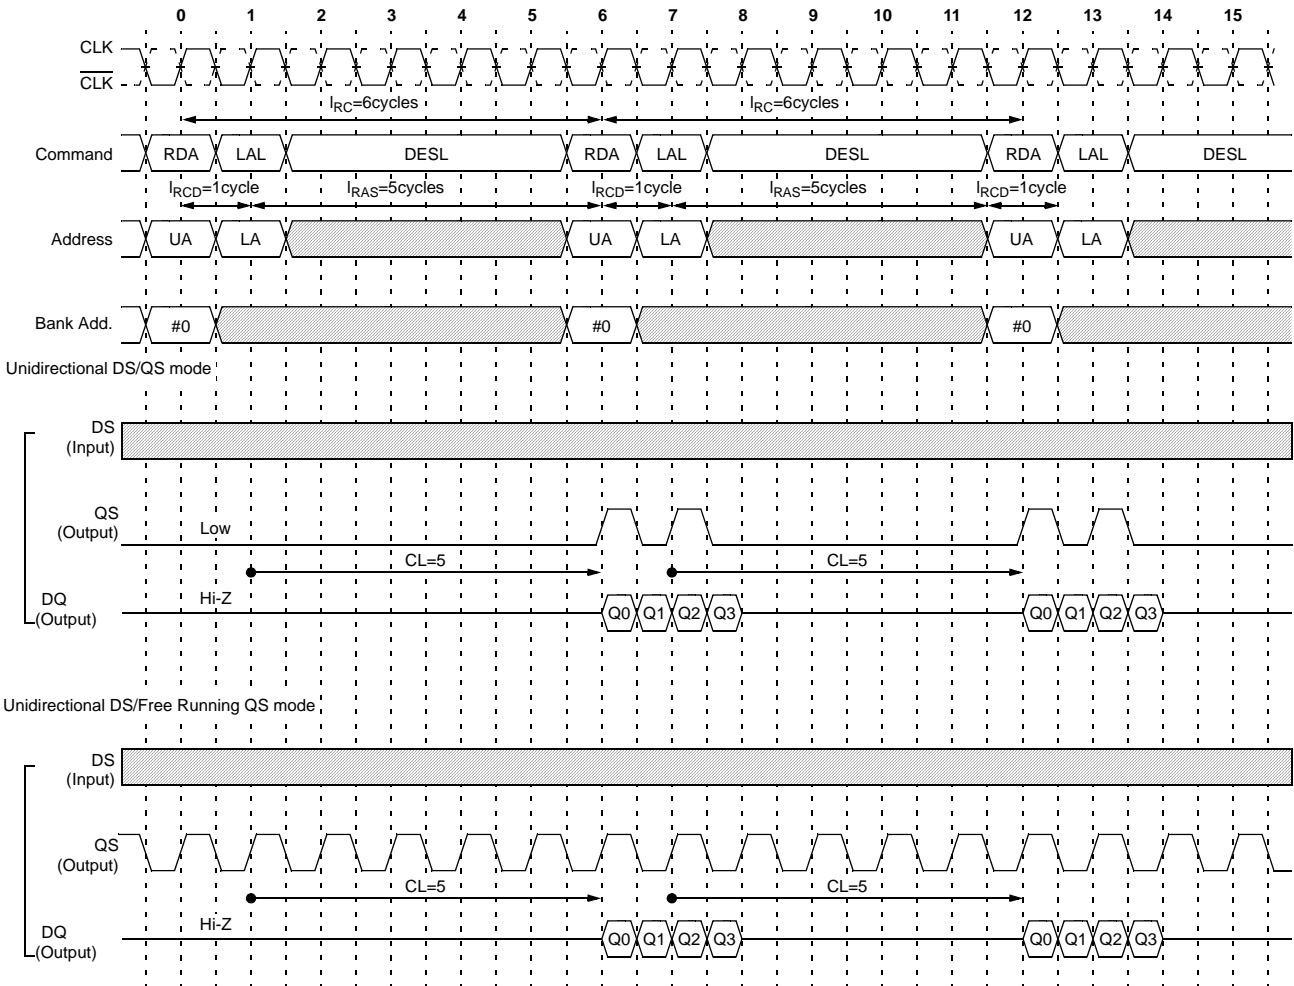 0 1 2 3 4 5 6 7 8 9 10 11 12 13 14 15
CLK
CLK
IRC=6cycles IRC=6cycles
Command RDA LAL DESL RDA LAL DESL RDA LAL DESL
IRCD=1cycle IRAS=5cycles IRCD=1cycle IRAS=5cycles IRCD=1cycle
Address UA LA UA LA UA LA
Bank Add. #0 #0 #0
Unidirectional DS/QS mode
DS
(Input)
QS
(Output) Low
CL=5 CL=5
DQ Hi-Z
(Output) Q0 Q1 Q2 Q3 Q0 Q1 Q2 Q3
Unidirectional DS/Free Running QS mode
DS
(Input)
QS
(Output)
CL=5 CL=5
DQ Hi-Z
(Output) Q0 Q1 Q2 Q3 Q0 Q1 Q2 Q3